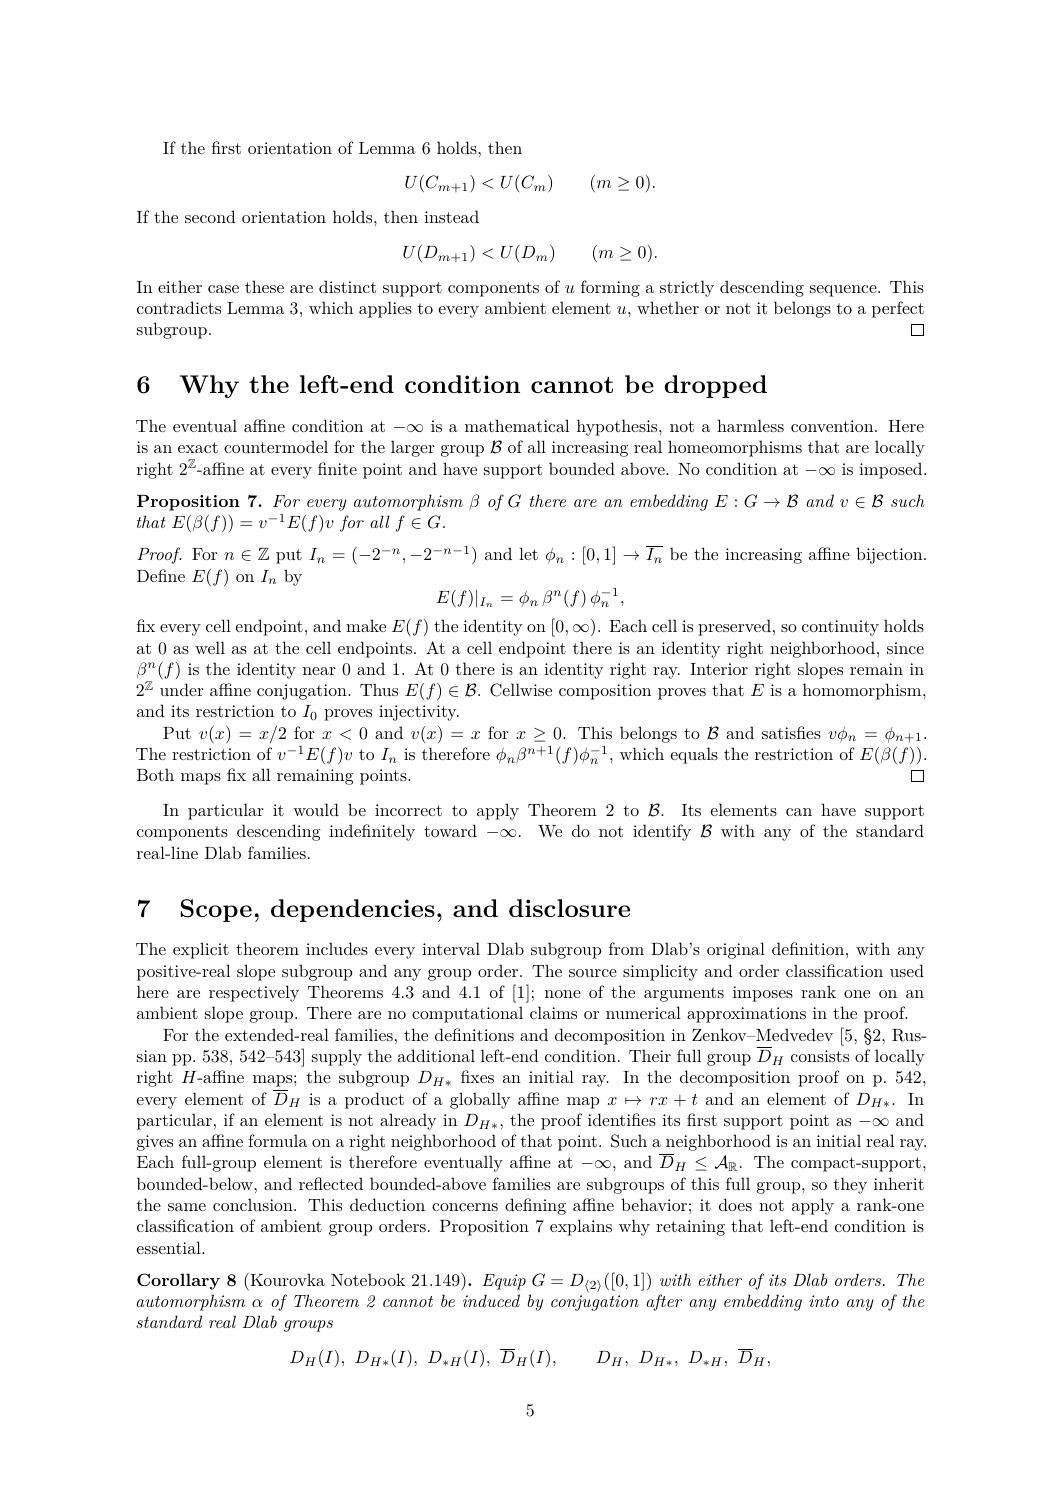 If the first orientation of Lemma 6 holds, then
U(C_{m+1}) < U(C_m)  (m ≥ 0).
If the second orientation holds, then instead
U(D_{m+1}) < U(D_m)  (m ≥ 0).
In either case these are distinct support components of u forming a strictly descending sequence. This
contradicts Lemma 3, which applies to every ambient element u, whether or not it belongs to a perfect
subgroup. □
6 Why the left-end condition cannot be dropped
The eventual affine condition at −∞ is a mathematical hypothesis, not a harmless convention. Here
is an exact countermodel for the larger group ℬ of all increasing real homeomorphisms that are locally
right 2^ℤ-affine at every finite point and have support bounded above. No condition at −∞ is imposed.
Proposition 7. For every automorphism β of G there are an embedding E : G → ℬ and v ∈ ℬ such
that E(β(f)) = v^{−1}E(f)v for all f ∈ G.
Proof. For n ∈ ℤ put I_n = (−2^{−n}, −2^{−n−1}) and let ϕ_n : [0, 1] → \overline{I_n} be the increasing affine bijection.
Define E(f) on I_n by
E(f)|_{I_n} = ϕ_n β^n(f) ϕ_n^{−1},
fix every cell endpoint, and make E(f) the identity on [0, ∞). Each cell is preserved, so continuity holds
at 0 as well as at the cell endpoints. At a cell endpoint there is an identity right neighborhood, since
β^n(f) is the identity near 0 and 1. At 0 there is an identity right ray. Interior right slopes remain in
2^ℤ under affine conjugation. Thus E(f) ∈ ℬ. Cellwise composition proves that E is a homomorphism,
and its restriction to I_0 proves injectivity.
Put v(x) = x/2 for x < 0 and v(x) = x for x ≥ 0. This belongs to ℬ and satisfies vϕ_n = ϕ_{n+1}.
The restriction of v^{−1}E(f)v to I_n is therefore ϕ_nβ^{n+1}(f)ϕ_n^{−1}, which equals the restriction of E(β(f)).
Both maps fix all remaining points. □
In particular it would be incorrect to apply Theorem 2 to ℬ. Its elements can have support
components descending indefinitely toward −∞. We do not identify ℬ with any of the standard
real-line Dlab families.
7 Scope, dependencies, and disclosure
The explicit theorem includes every interval Dlab subgroup from Dlab's original definition, with any
positive-real slope subgroup and any group order. The source simplicity and order classification used
here are respectively Theorems 4.3 and 4.1 of [1]; none of the arguments imposes rank one on an
ambient slope group. There are no computational claims or numerical approximations in the proof.
For the extended-real families, the definitions and decomposition in Zenkov–Medvedev [5, §2, Rus-
sian pp. 538, 542–543] supply the additional left-end condition. Their full group \overline{D}_H consists of locally
right H-affine maps; the subgroup D_{H∗} fixes an initial ray. In the decomposition proof on p. 542,
every element of \overline{D}_H is a product of a globally affine map x ↦ rx + t and an element of D_{H∗}. In
particular, if an element is not already in D_{H∗}, the proof identifies its first support point as −∞ and
gives an affine formula on a right neighborhood of that point. Such a neighborhood is an initial real ray.
Each full-group element is therefore eventually affine at −∞, and \overline{D}_H ≤ 𝒜_ℝ. The compact-support,
bounded-below, and reflected bounded-above families are subgroups of this full group, so they inherit
the same conclusion. This deduction concerns defining affine behavior; it does not apply a rank-one
classification of ambient group orders. Proposition 7 explains why retaining that left-end condition is
essential.
Corollary 8 (Kourovka Notebook 21.149). Equip G = D_{⟨2⟩}([0, 1]) with either of its Dlab orders. The
automorphism α of Theorem 2 cannot be induced by conjugation after any embedding into any of the
standard real Dlab groups
D_H(I), D_{H∗}(I), D_{∗H}(I), \overline{D}_H(I),  D_H, D_{H∗}, D_{∗H}, \overline{D}_H,
5